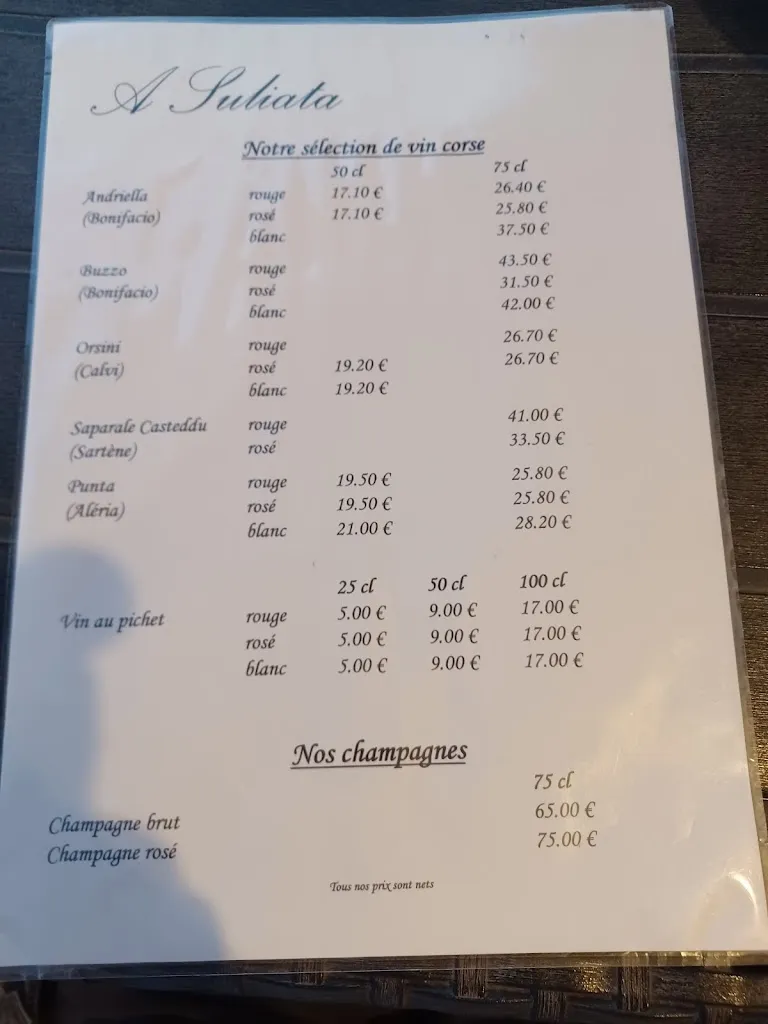 A Suliata
Notre sélection de vin corse
50 cl 75 cl
Andriella rouge 17.10 € 26.40 €
(Bonifacio) rosé 17.10 € 25.80 €
blanc 37.50 €
Buzzo rouge 43.50 €
(Bonifacio) rosé 31.50 €
blanc 42.00 €
Orsini rouge 26.70 €
(Calvi) rosé 19.20 € 26.70 €
blanc 19.20 €
Saparale Casteddu rouge 41.00 €
(Sartène) rosé 33.50 €
Punta rouge 19.50 € 25.80 €
(Aléria) rosé 19.50 € 25.80 €
blanc 21.00 € 28.20 €
25 cl 50 cl 100 cl
Vin au pichet rouge 5.00 € 9.00 € 17.00 €
rosé 5.00 € 9.00 € 17.00 €
blanc 5.00 € 9.00 € 17.00 €
Nos champagnes
75 cl
Champagne brut 65.00 €
Champagne rosé 75.00 €
Tous nos prix sont nets